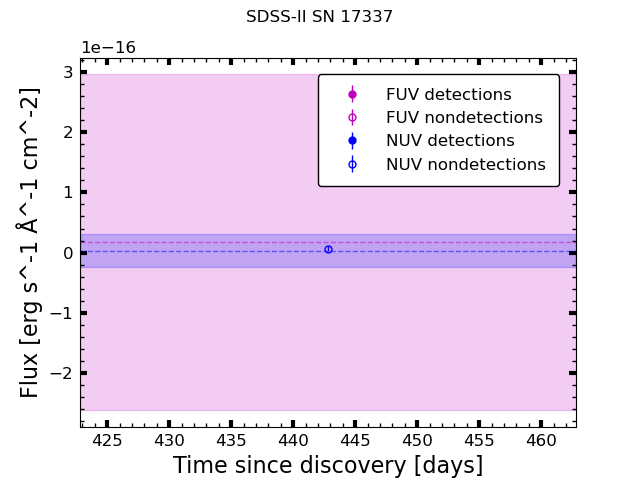 SDSS-II SN 17337
1e−16
3
2
1
0
−1
−2
Flux [erg s^-1 Å^-1 cm^-2]
FUV detections
FUV nondetections
NUV detections
NUV nondetections
425 430 435 440 445 450 455 460
Time since discovery [days]